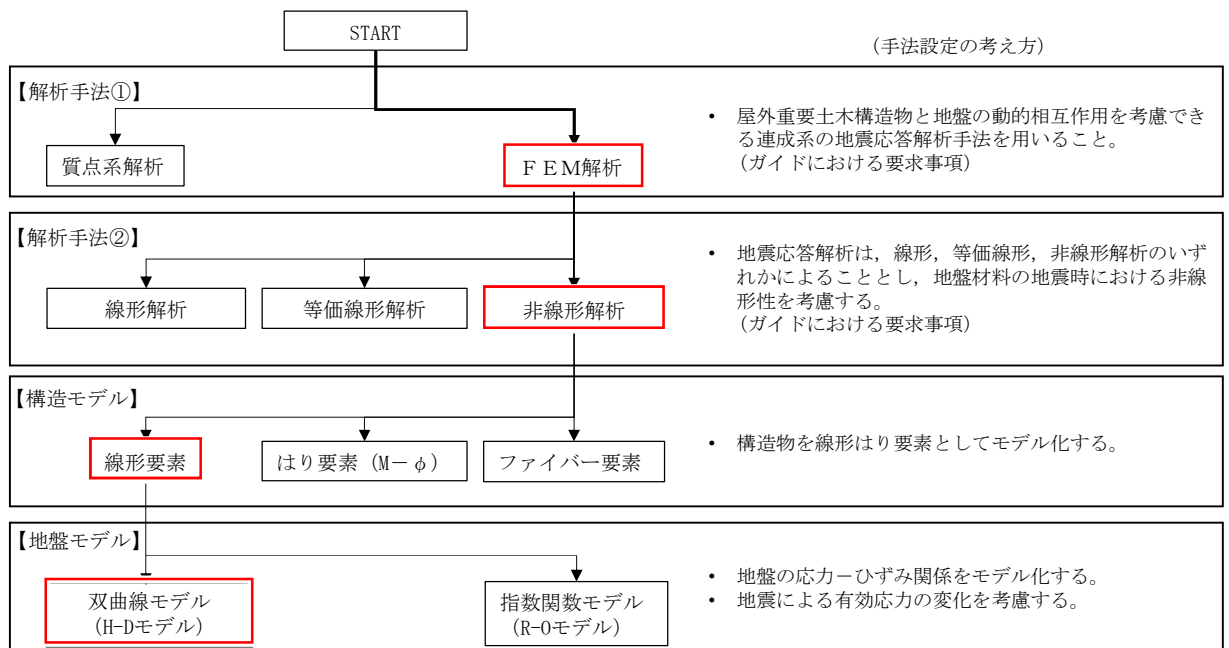 START
(手法設定の考え方)
【解析手法①】
質点系解析
ＦＥＭ解析
・ 屋外重要土木構造物と地盤の動的相互作用を考慮でき
る連成系の地震応答解析手法を用いること。
(ガイドにおける要求事項)
【解析手法②】
線形解析
等価線形解析
非線形解析
・ 地震応答解析は，線形，等価線形，非線形解析のいず
れかによることとし，地盤材料の地震時における非線
形性を考慮する。
(ガイドにおける要求事項)
【構造モデル】
線形要素
はり要素（M－φ）
ファイバー要素
・ 構造物を線形はり要素としてモデル化する。
【地盤モデル】
双曲線モデル
(H-Dモデル)
指数関数モデル
(R-Oモデル)
・ 地盤の応力－ひずみ関係をモデル化する。
・ 地震による有効応力の変化を考慮する。